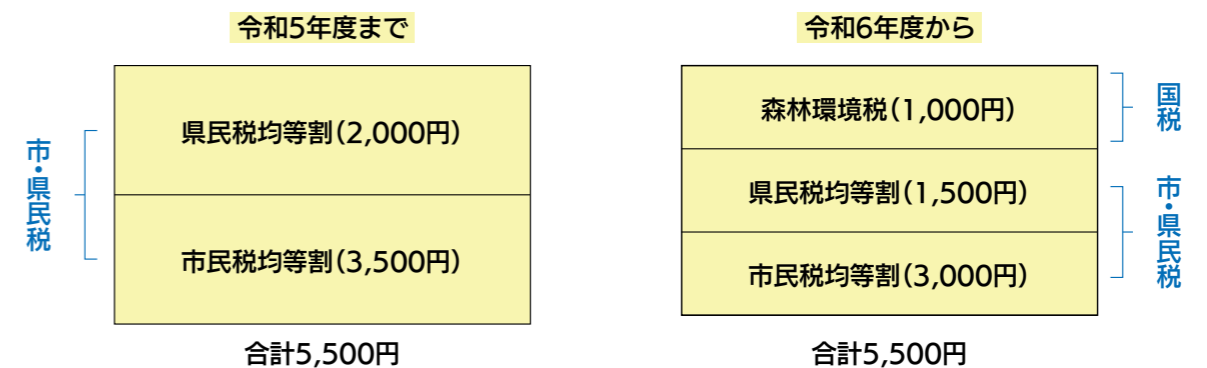 令和5年度まで
市・県民税
県民税均等割(2,000円)
市民税均等割(3,500円)
合計5,500円
令和6年度から
森林環境税(1,000円)
県民税均等割(1,500円)
市民税均等割(3,000円)
国税
市・県民税
合計5,500円